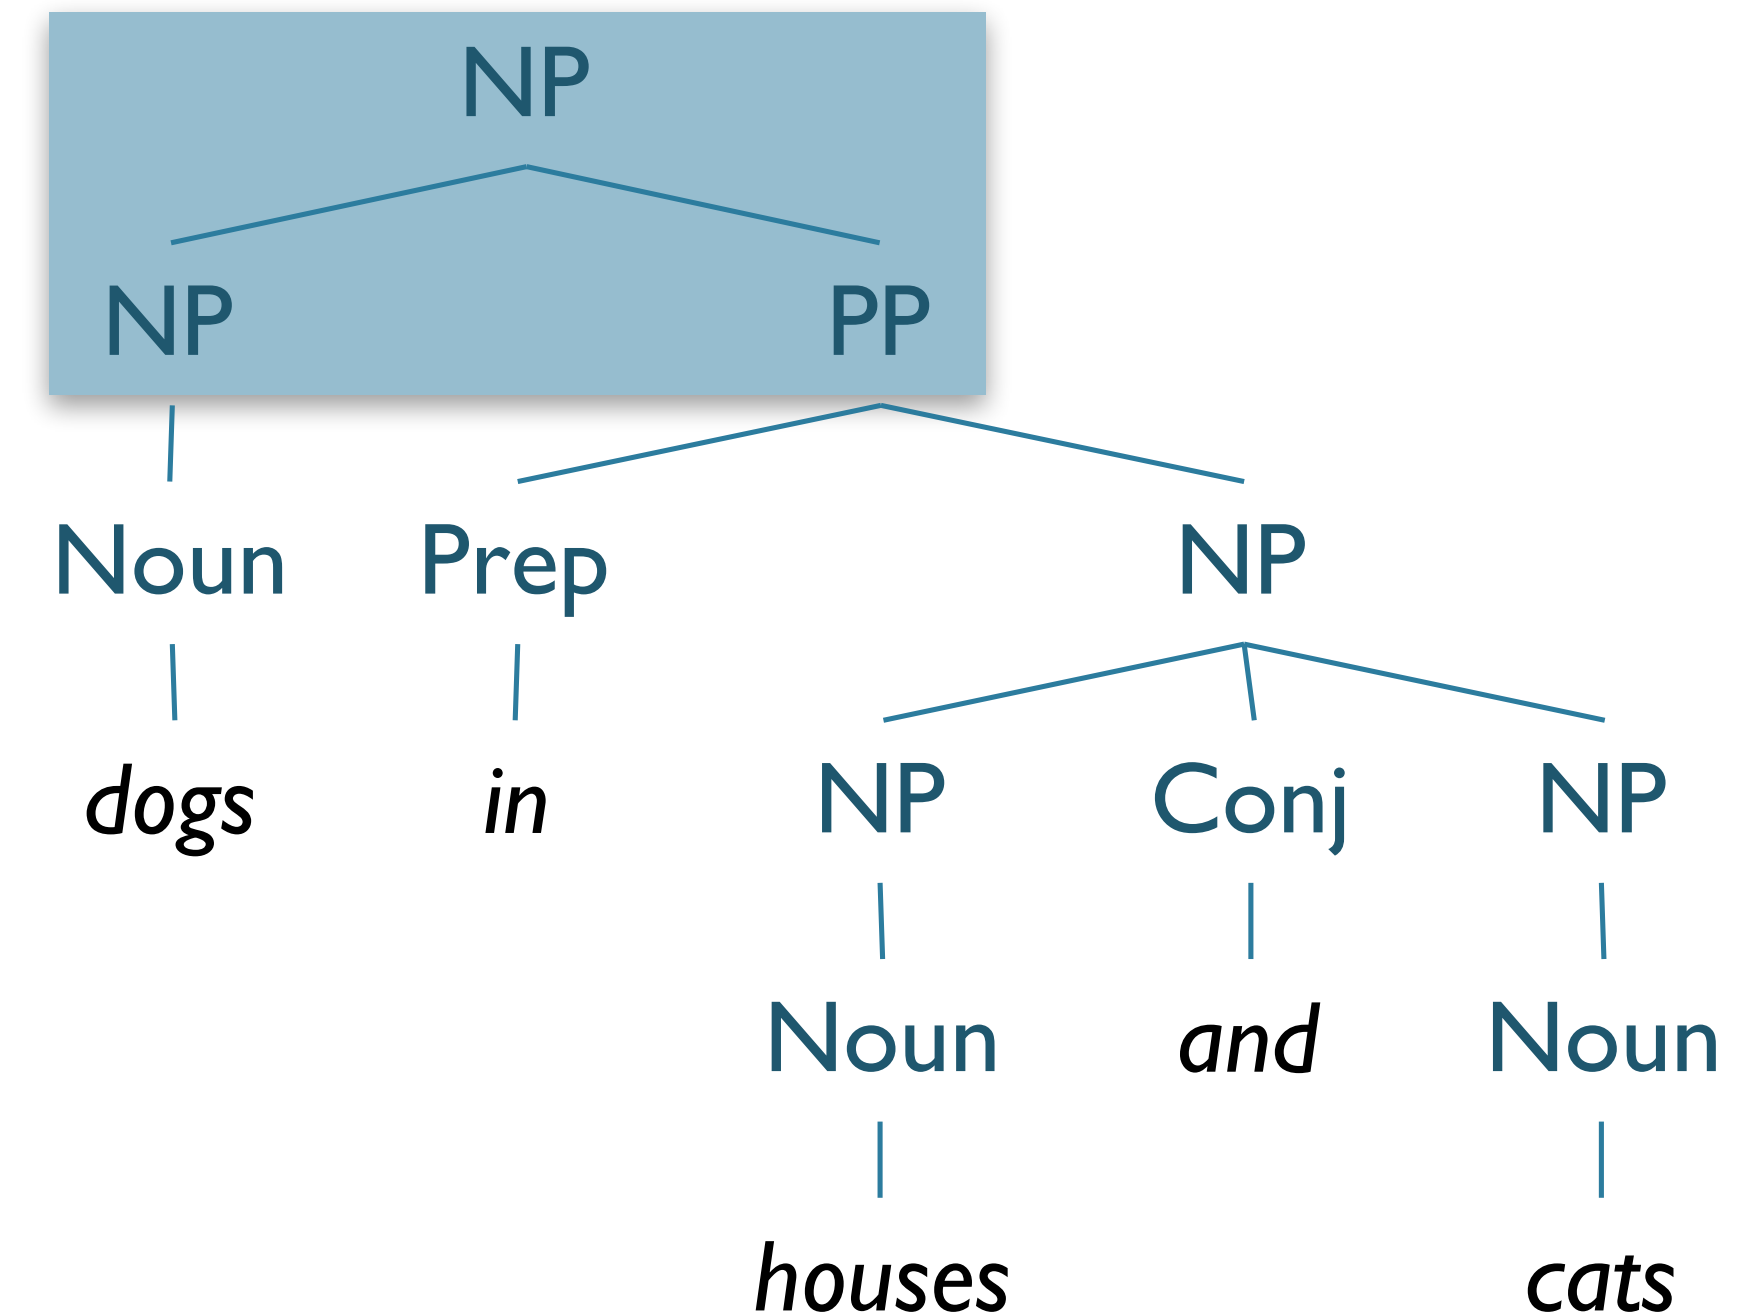 NP
NP PP
Noun Prep NP
dogs in NP Conj NP
Noun and Noun
houses cats